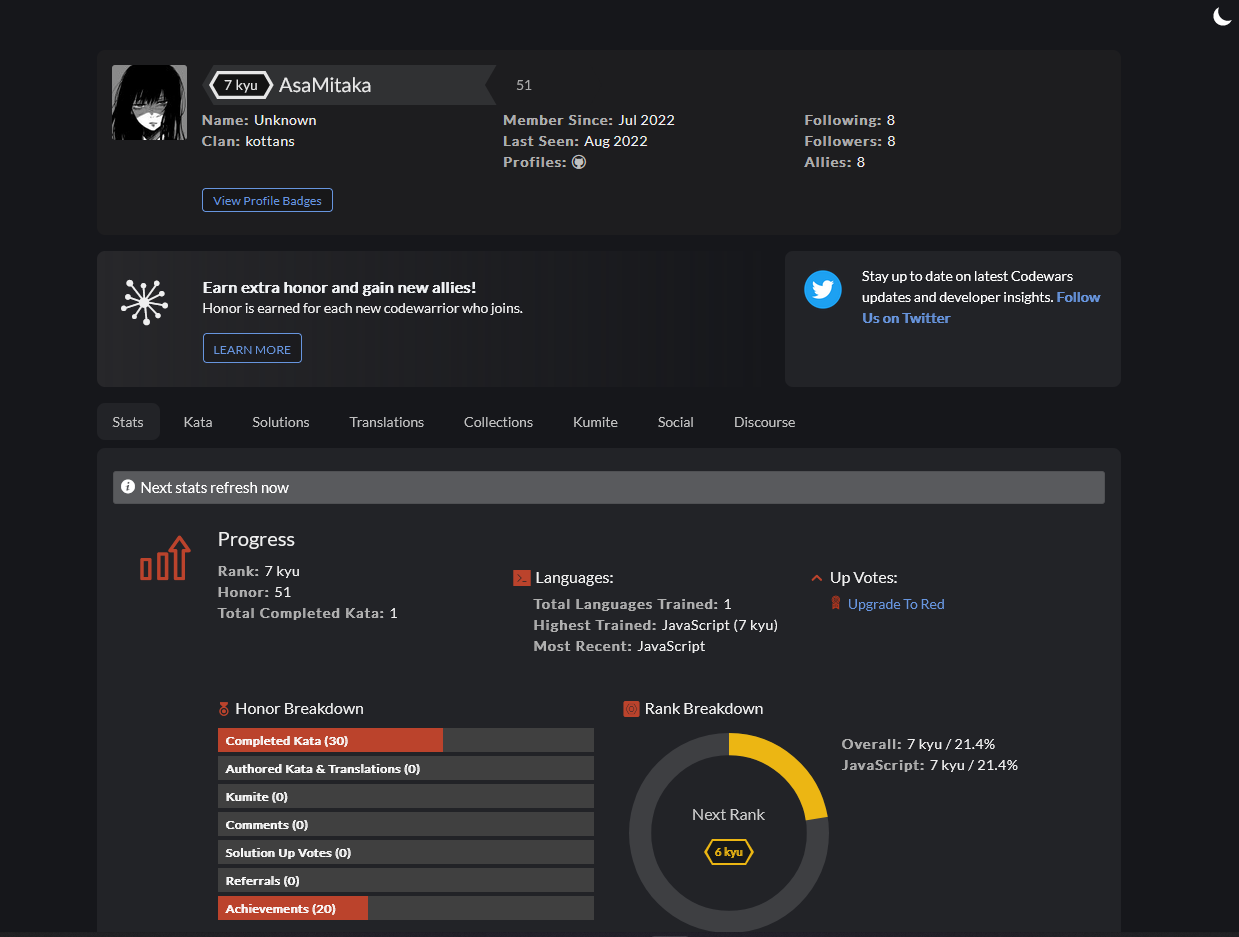 7 kyu AsaMitaka 51
Name: Unknown
Clan: kottans
Member Since: Jul 2022
Last Seen: Aug 2022
Profiles:
Following: 8
Followers: 8
Allies: 8
View Profile Badges
Earn extra honor and gain new allies!
Honor is earned for each new codewarrior who joins.
LEARN MORE
Stay up to date on latest Codewars
updates and developer insights. Follow
Us on Twitter
Stats Kata Solutions Translations Collections Kumite Social Discourse
Next stats refresh now
Progress
Rank: 7 kyu
Honor: 51
Total Completed Kata: 1
Languages:
Total Languages Trained: 1
Highest Trained: JavaScript (7 kyu)
Most Recent: JavaScript
Up Votes:
Upgrade To Red
Honor Breakdown
Completed Kata (30)
Authored Kata & Translations (0)
Kumite (0)
Comments (0)
Solution Up Votes (0)
Referrals (0)
Achievements (20)
Rank Breakdown
Next Rank
6 kyu
Overall: 7 kyu / 21.4%
JavaScript: 7 kyu / 21.4%